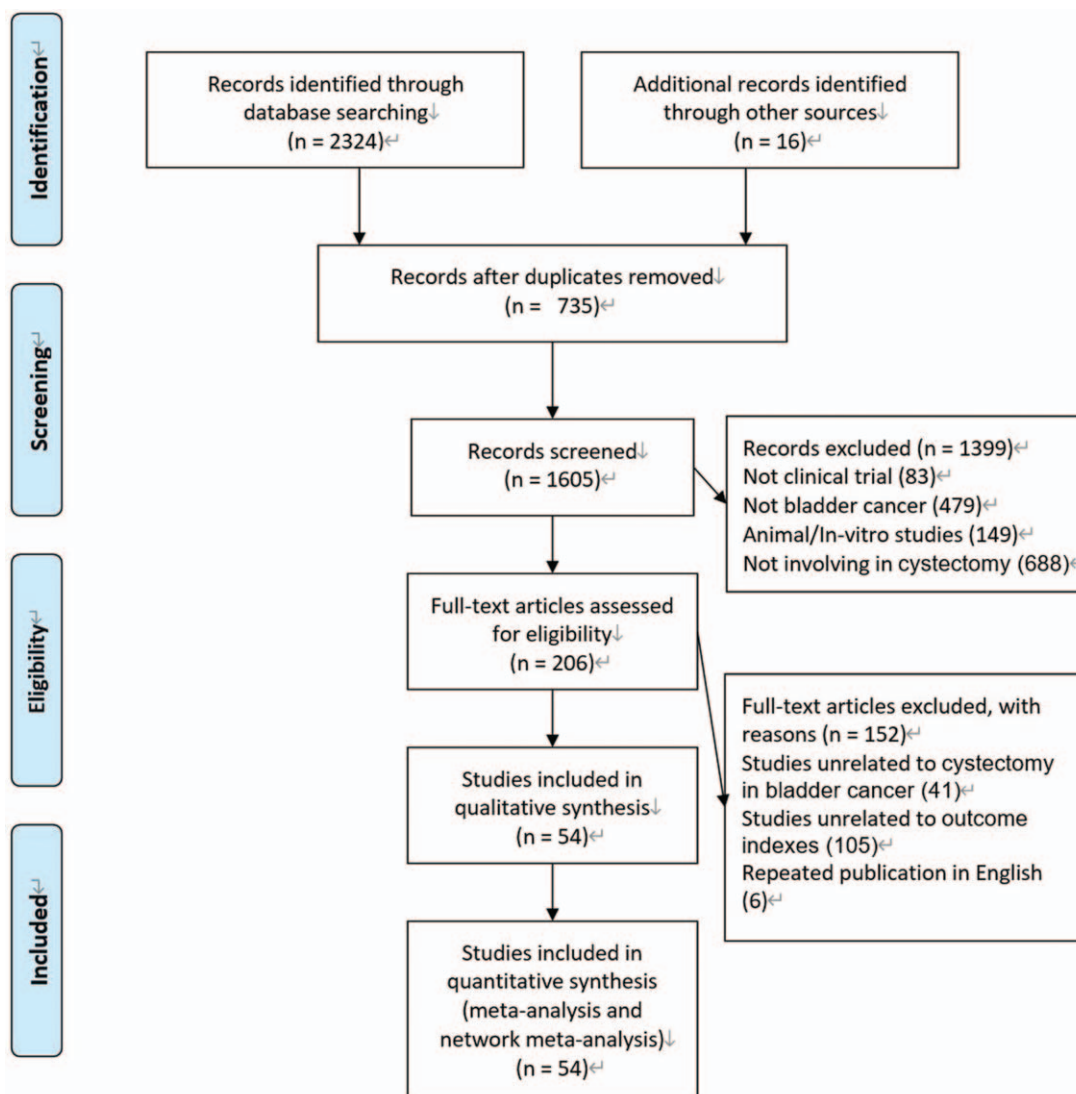 Identification↵
Records identified through
database searching↓
(n = 2324)↵
Additional records identified
through other sources↓
(n = 16)↵
Records after duplicates removed↓
(n = 735)↵
Screening↵
Records screened↓
(n = 1605)↵
Records excluded (n = 1399)↵
Not clinical trial (83)↵
Not bladder cancer (479)↵
Animal/In-vitro studies (149)↵
Not involving in cystectomy (688)↵
Eligibility↵
Full-text articles assessed
for eligibility↓
(n = 206)↵
Full-text articles excluded, with
reasons (n = 152)↵
Studies unrelated to cystectomy
in bladder cancer (41)↵
Studies unrelated to outcome
indexes (105)↵
Repeated publication in English
(6)↵
Studies included in
qualitative synthesis↓
(n = 54)↵
Included↵
Studies included in
quantitative synthesis
(meta-analysis and
network meta-analysis)↓
(n = 54)↵